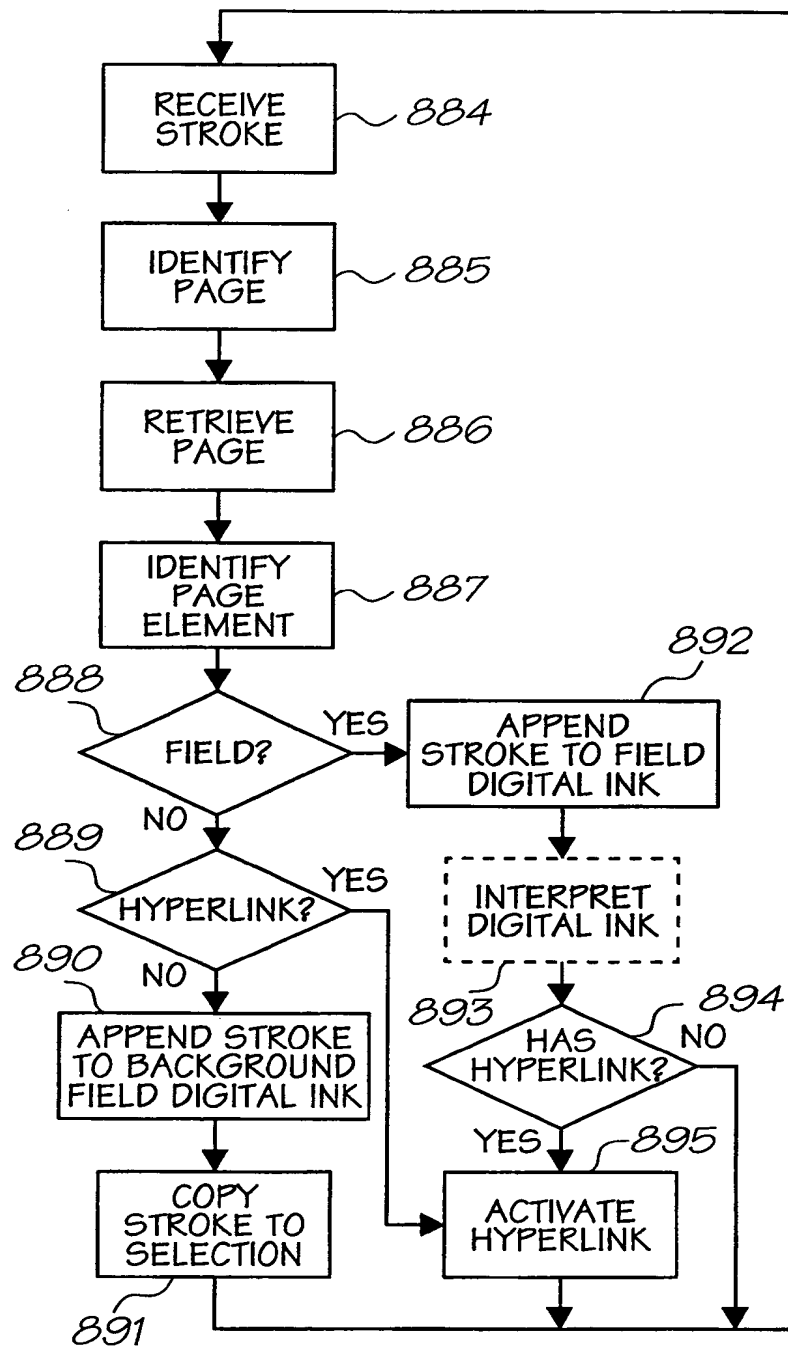 RECEIVE
STROKE
884
IDENTIFY
PAGE
885
RETRIEVE
PAGE
886
IDENTIFY
PAGE
ELEMENT
887
888
FIELD?
YES
NO
892
APPEND
STROKE TO FIELD
DIGITAL INK
889
HYPERLINK?
YES
NO
INTERPRET
DIGITAL INK
893
890
APPEND STROKE
TO BACKGROUND
FIELD DIGITAL INK
894
HAS
HYPERLINK?
NO
YES
COPY
STROKE TO
SELECTION
891
895
ACTIVATE
HYPERLINK